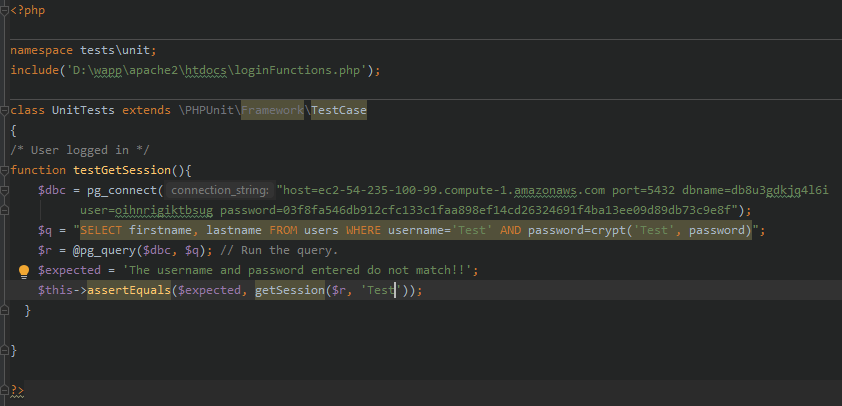 <?php
namespace tests\unit;
include('D:\wapp\apache2\htdocs\loginFunctions.php');
class UnitTests extends \PHPUnit\Framework\TestCase
{
/* User logged in */
function testGetSession(){
$dbc = pg_connect( connection_string: "host=ec2-54-235-100-99.compute-1.amazonaws.com port=5432 dbname=db8u3gdkjq4l6i
user=oihnrigiktbsug password=03f8fa546db912cfc133c1faa898ef14cd26324691f4ba13ee09d89db73c9e8f");
$q = "SELECT firstname, lastname FROM users WHERE username='Test' AND password=crypt('Test', password)";
$r = @pg_query($dbc, $q); // Run the query.
$expected = 'The username and password entered do not match!!';
$this->assertEquals($expected, getSession($r, 'Test'));
}
}
?>